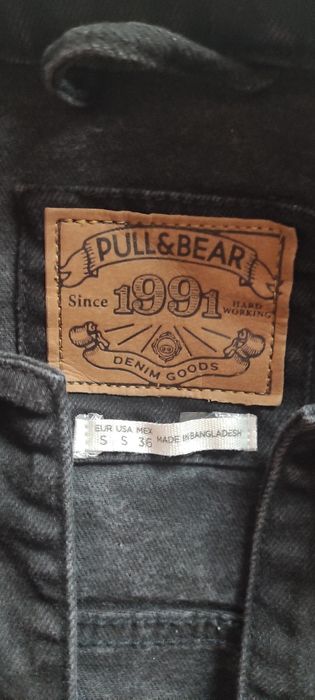 PULL&BEAR
Since 1991 HARD WORKING
DENIM GOODS
EUR USA MEX
S S 36 MADE IN BANGLADESH